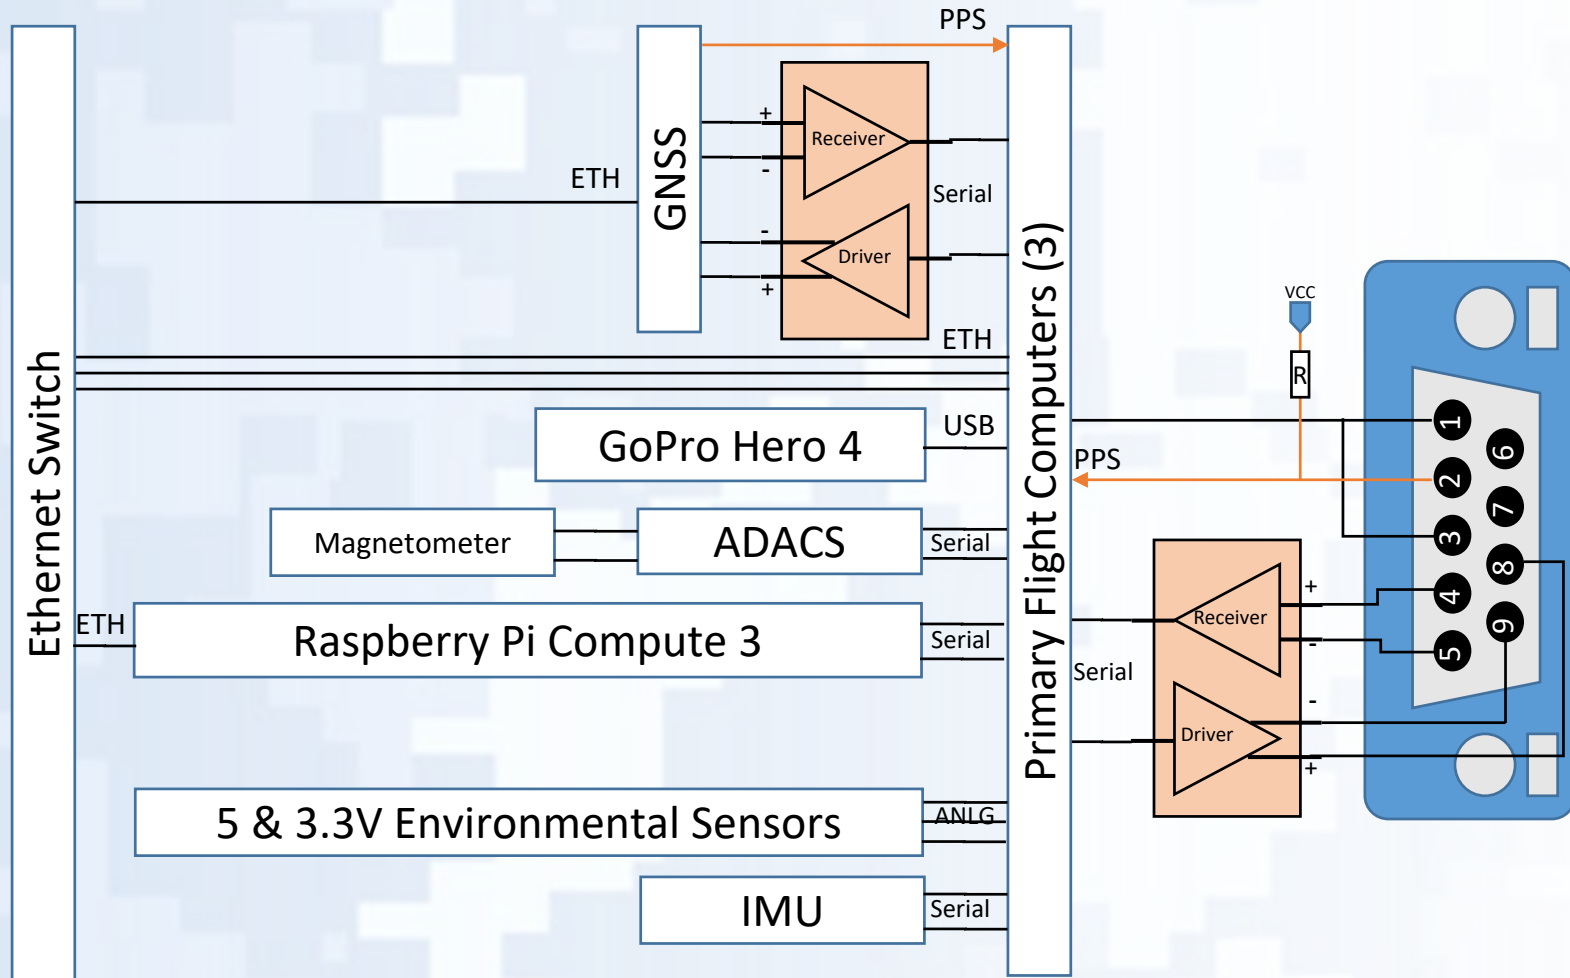 PPS
+
Receiver
-
ETH
GNSS
Serial
-
Driver
+
Ethernet Switch
Primary Flight Computers (3)
ETH
VCC
R
GoPro Hero 4
USB
PPS
Magnetometer
ADACS
Serial
ETH
Raspberry Pi Compute 3
Serial
+
Receiver
-
Serial
-
Driver
+
1
2
3
4
5
6
7
8
9
5 & 3.3V Environmental Sensors
ANLG
IMU
Serial